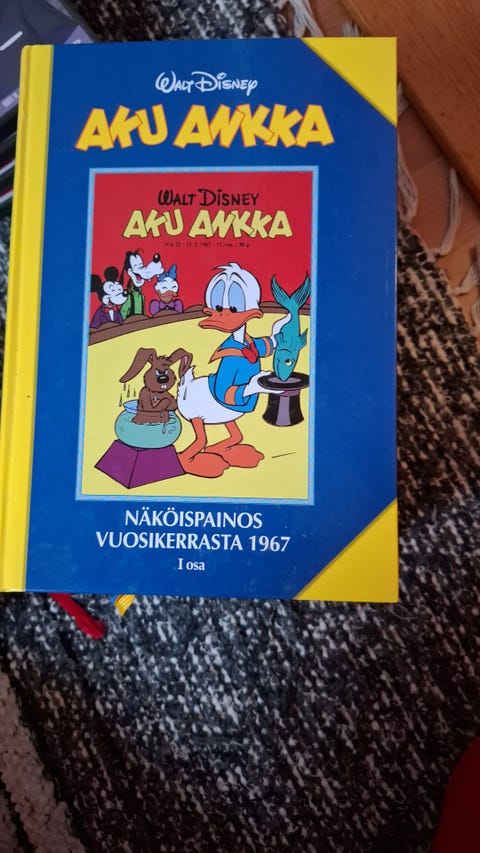 WALT DISNEY
AKU ANKKA
WALT DISNEY
AKU ANKKA
NÄKÖISPAINOS
VUOSIKERRASTA 1967
I osa